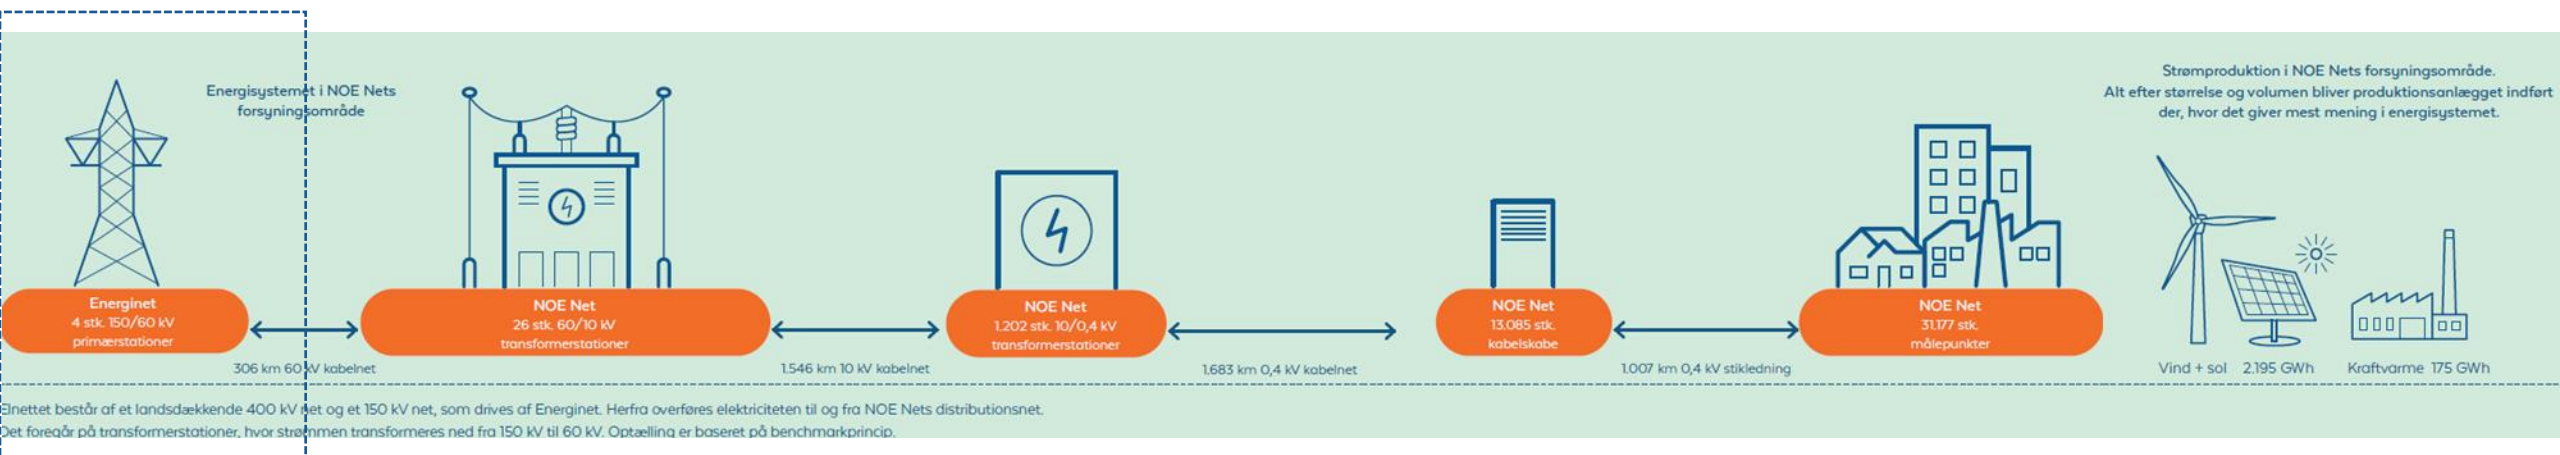 Energisystemet i NOE Nets
forsyningsområde
Strømproduktion i NOE Nets forsyningsområde.
Alt efter størrelse og volumen bliver produktionsanlægget indført
der, hvor det giver mest mening i energisystemet.
Energinet
4 stk. 150/60 kV
primærstationer
306 km 60 kV kabelnet
NOE Net
26 stk. 60/10 kV
transformerstationer
1.546 km 10 kV kabelnet
NOE Net
1.202 stk. 10/0,4 kV
transformerstationer
1.683 km 0,4 kV kabelnet
NOE Net
13.085 stk.
kabelskabe
1.007 km 0,4 kV stikledning
NOE Net
31.177 stk.
målepunkter
Vind + sol 2.195 GWh
Kraftvarme 175 GWh
Elnettet består af et landsdækkende 400 kV net og et 150 kV net, som drives af Energinet. Herfra overføres elektriciteten til og fra NOE Nets distributionsnet.
Det foregår på transformerstationer, hvor strømmen transformeres ned fra 150 kV til 60 kV. Optælling er baseret på benchmarkprincip.